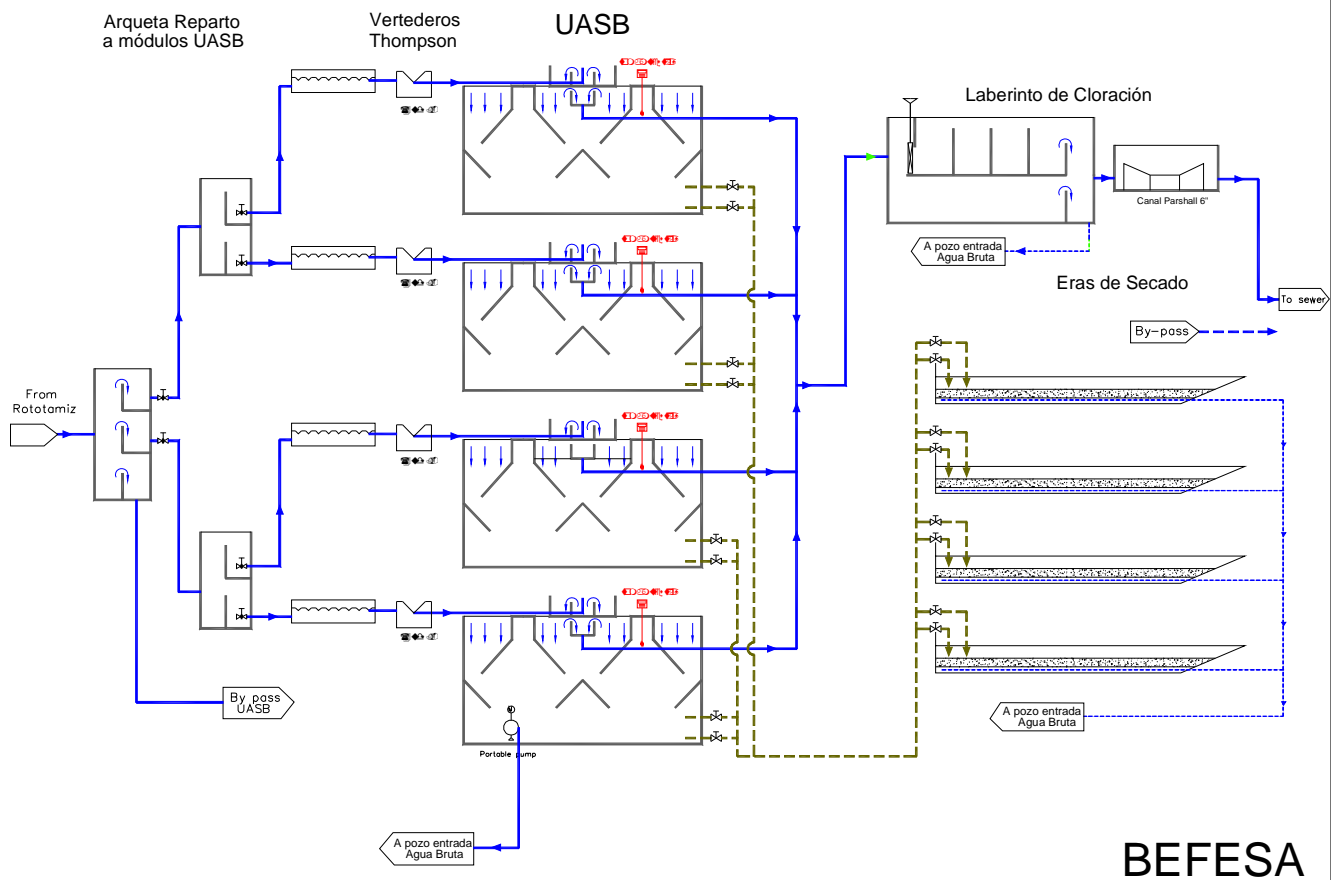 Arqueta Reparto
a módulos UASB
Vertederos
Thompson
UASB
Laberinto de Cloración
Canal Parshall 6"
A pozo entrada
Agua Bruta
Eras de Secado
To sewer
By-pass
From
Rototamiz
By pass
UASB
Portable pump
A pozo entrada
Agua Bruta
A pozo entrada
Agua Bruta
BEFESA